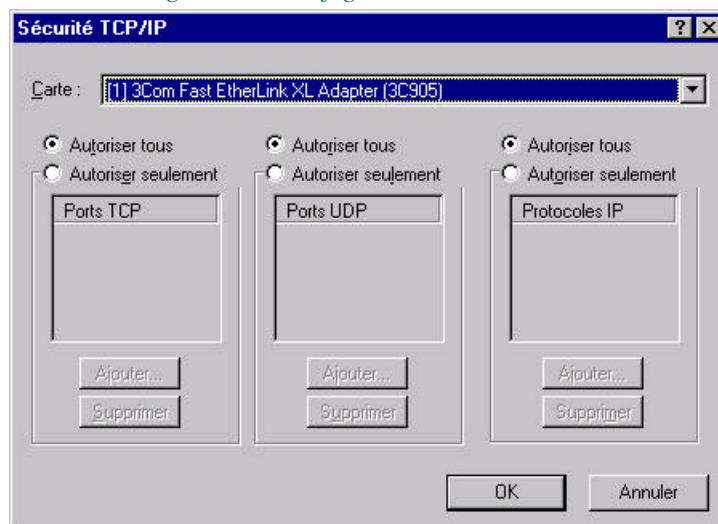 Sécurité TCP/IP
Carte : [1] 3Com Fast EtherLink XL Adapter (3C905)
Autoriser tous
Autoriser seulement
Ports TCP
Ajouter...
Supprimer
Autoriser tous
Autoriser seulement
Ports UDP
Ajouter...
Supprimer
Autoriser tous
Autoriser seulement
Protocoles IP
Ajouter...
Supprimer
OK
Annuler